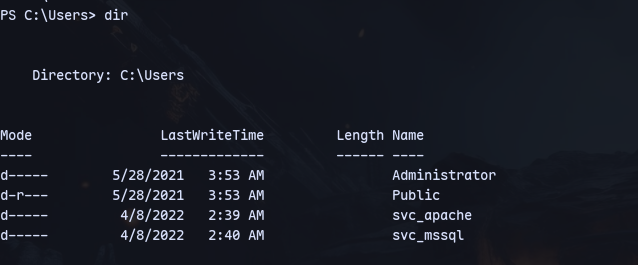 PS C:\Users> dir
Directory: C:\Users
Mode LastWriteTime Length Name
---- ------------- ------ ----
d----- 5/28/2021 3:53 AM Administrator
d-r--- 5/28/2021 3:53 AM Public
d----- 4/8/2022 2:39 AM svc_apache
d----- 4/8/2022 2:40 AM svc_mssql